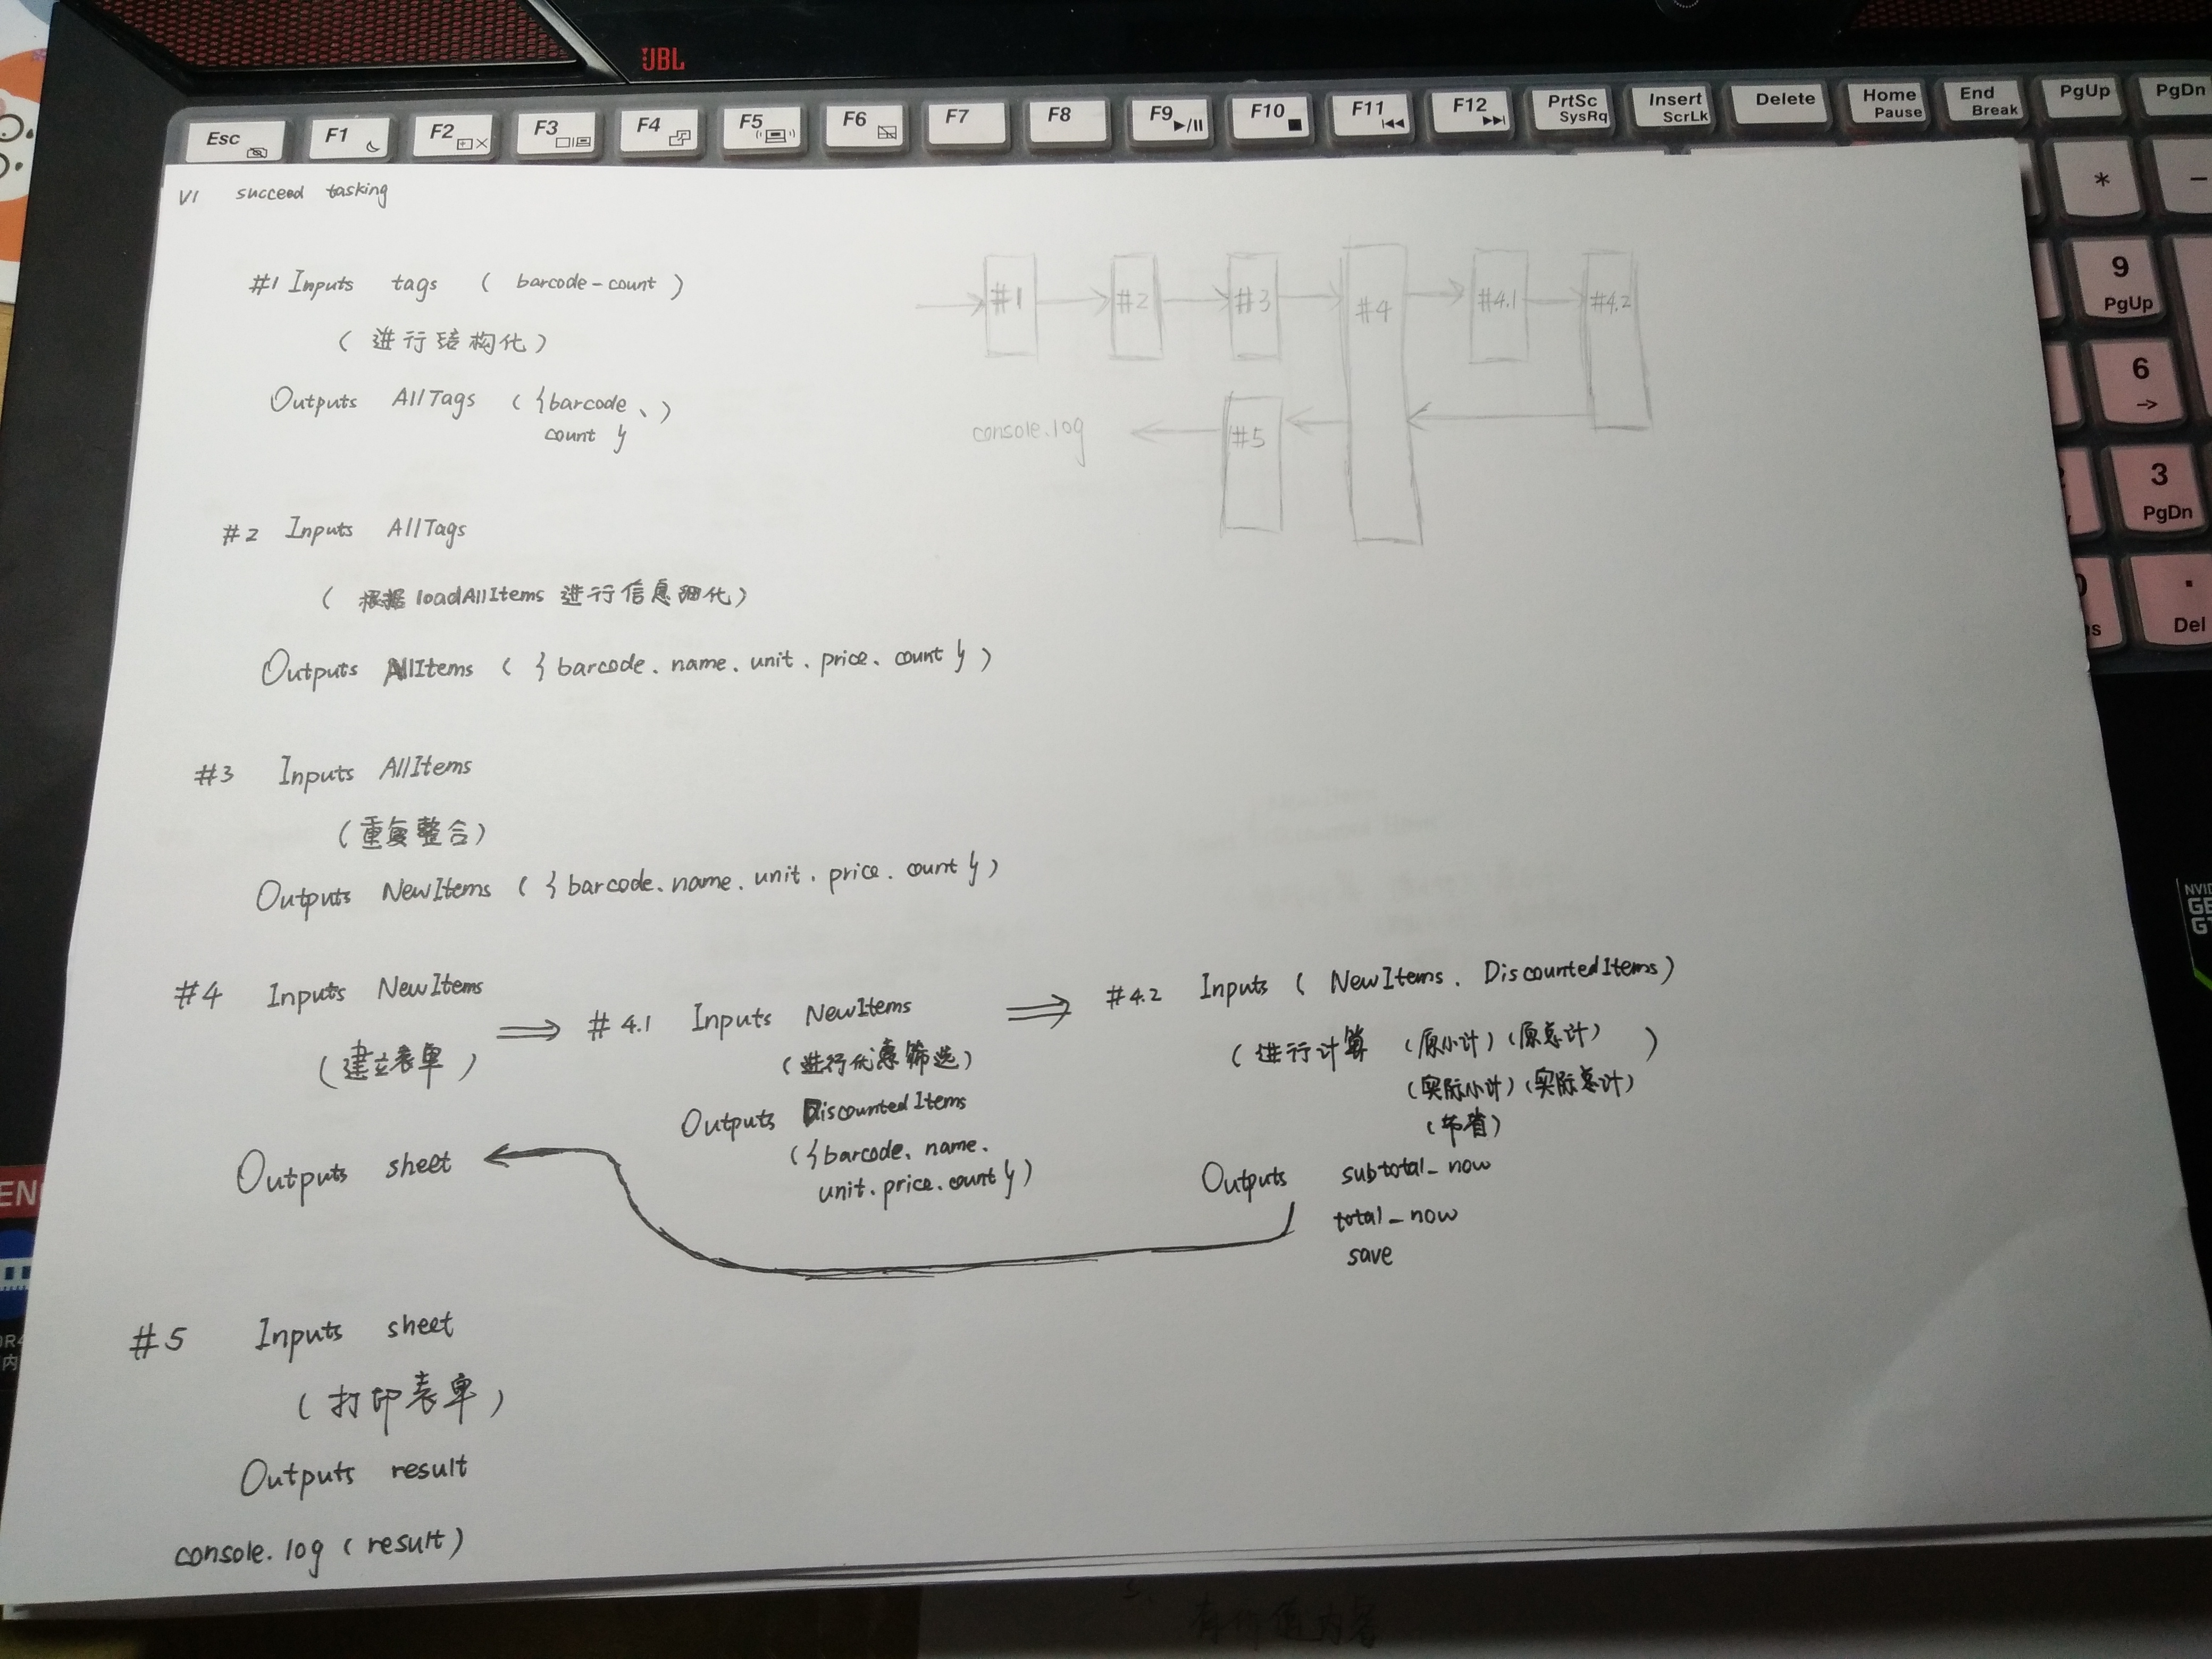 JBL
Esc F1 F2 F3 F4 F5 F6 F7 F8 F9 F10 F11 F12 PrtSc SysRq Insert ScrLk Delete Home Pause End Break PgUp PgDn
* -
9 PgUp
6
3 PgDn
. Del
V1 succeed tasking
#1 Inputs tags ( barcode-count )
( 进行结构化 )
Outputs AllTags ( {barcode、 )
count }
#1 #2 #3 #4 #4.1 #4.2
console.log #5
#2 Inputs AllTags
( 根据 loadAllItems 进行信息细化 )
Outputs AllItems ( { barcode、name、unit、price、count } )
#3 Inputs AllItems
( 重复整合 )
Outputs NewItems ( { barcode、name、unit、price、count } )
#4 Inputs NewItems
( 建立表单 )
Outputs sheet
#4.1 Inputs NewItems
( 进行优惠筛选 )
Outputs DiscountedItems
( { barcode、name、
unit、price、count } )
#4.2 Inputs ( NewItems、DiscountedItems )
( 进行计算 (原小计) (原总计) )
(实际小计) (实际总计)
(节省)
Outputs subtotal_now
total_now
save
#5 Inputs sheet
( 打印表单 )
Outputs result
console.log ( result )